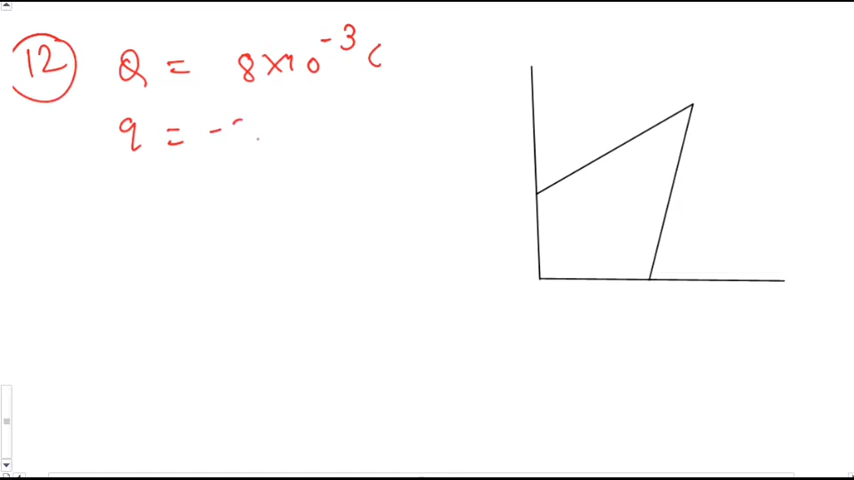 12 Q = 8×10⁻³ C
q = -